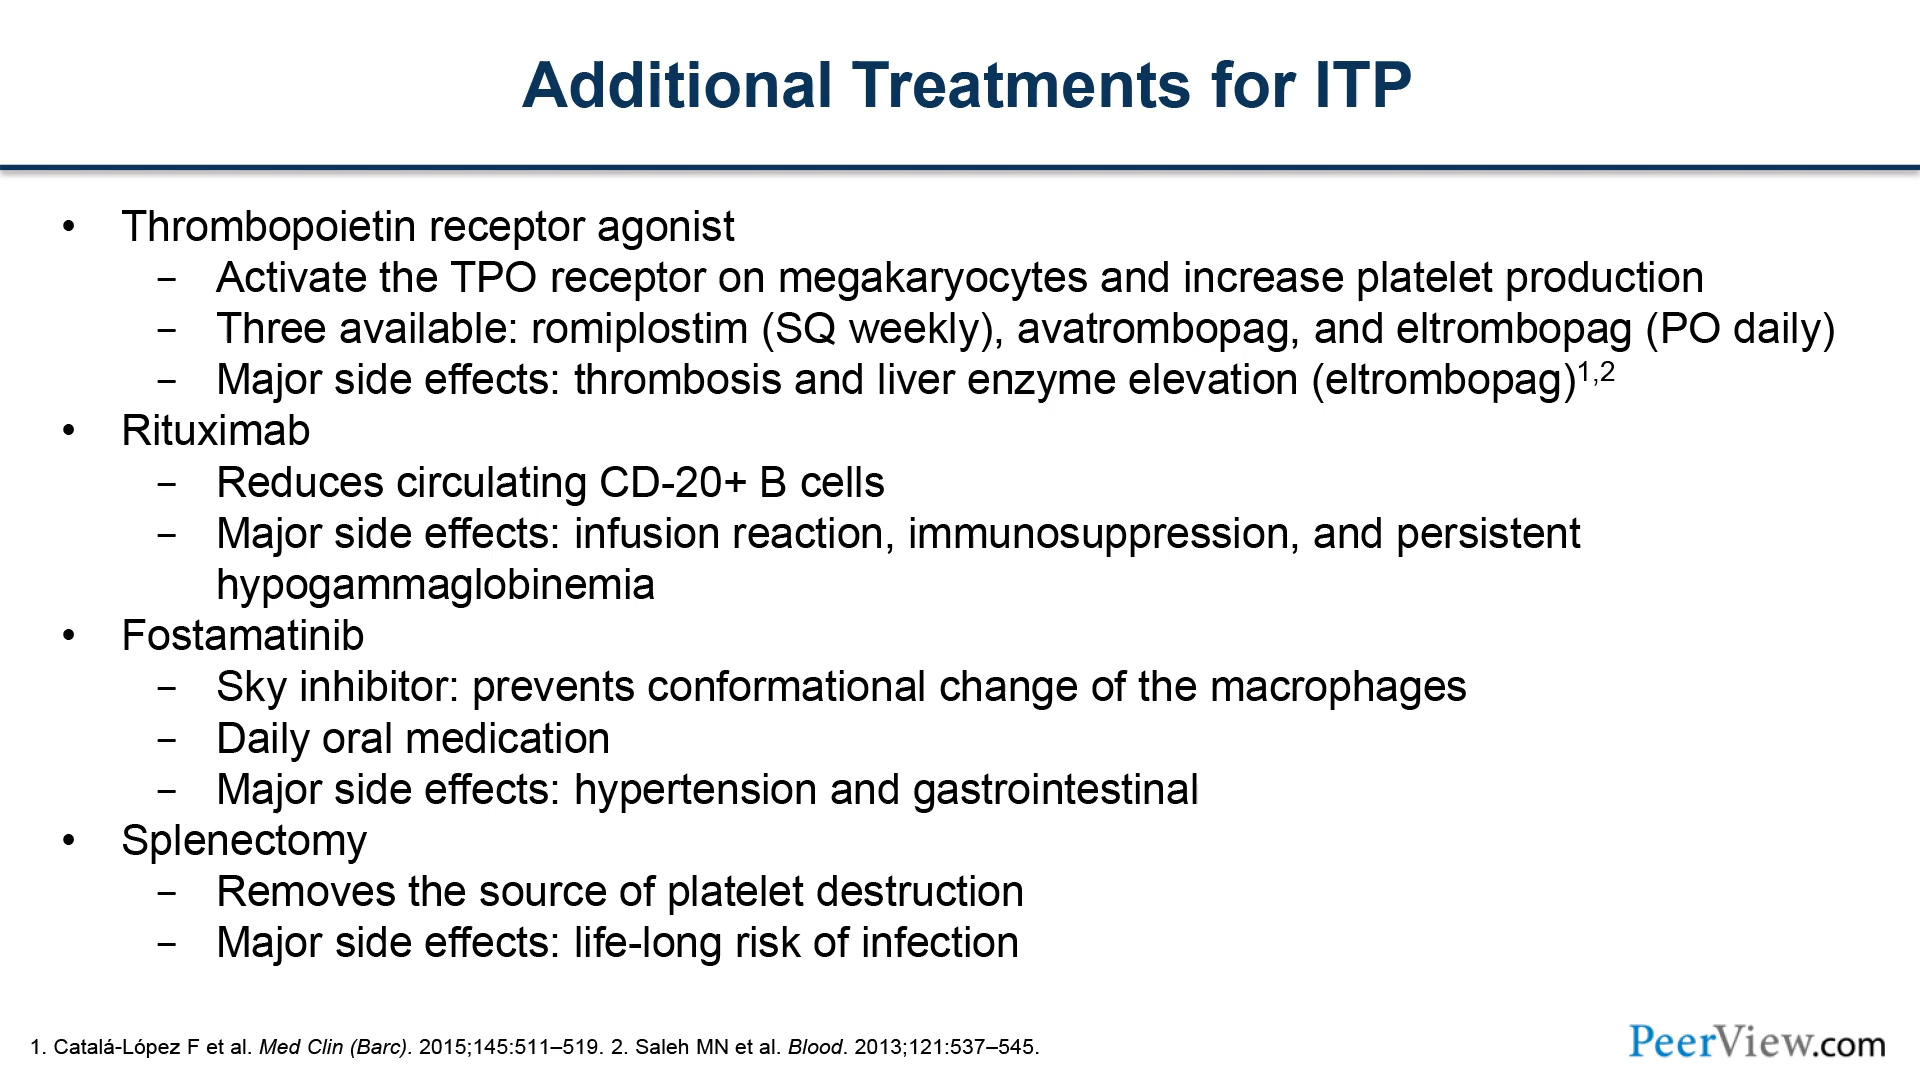 Additional Treatments for ITP
• Thrombopoietin receptor agonist
– Activate the TPO receptor on megakaryocytes and increase platelet production
– Three available: romiplostim (SQ weekly), avatrombopag, and eltrombopag (PO daily)
– Major side effects: thrombosis and liver enzyme elevation (eltrombopag)1,2
• Rituximab
– Reduces circulating CD-20+ B cells
– Major side effects: infusion reaction, immunosuppression, and persistent
hypogammaglobinemia
• Fostamatinib
– Sky inhibitor: prevents conformational change of the macrophages
– Daily oral medication
– Major side effects: hypertension and gastrointestinal
• Splenectomy
– Removes the source of platelet destruction
– Major side effects: life-long risk of infection
1. Catalá-López F et al. Med Clin (Barc). 2015;145:511–519. 2. Saleh MN et al. Blood. 2013;121:537–545.
PeerView.com